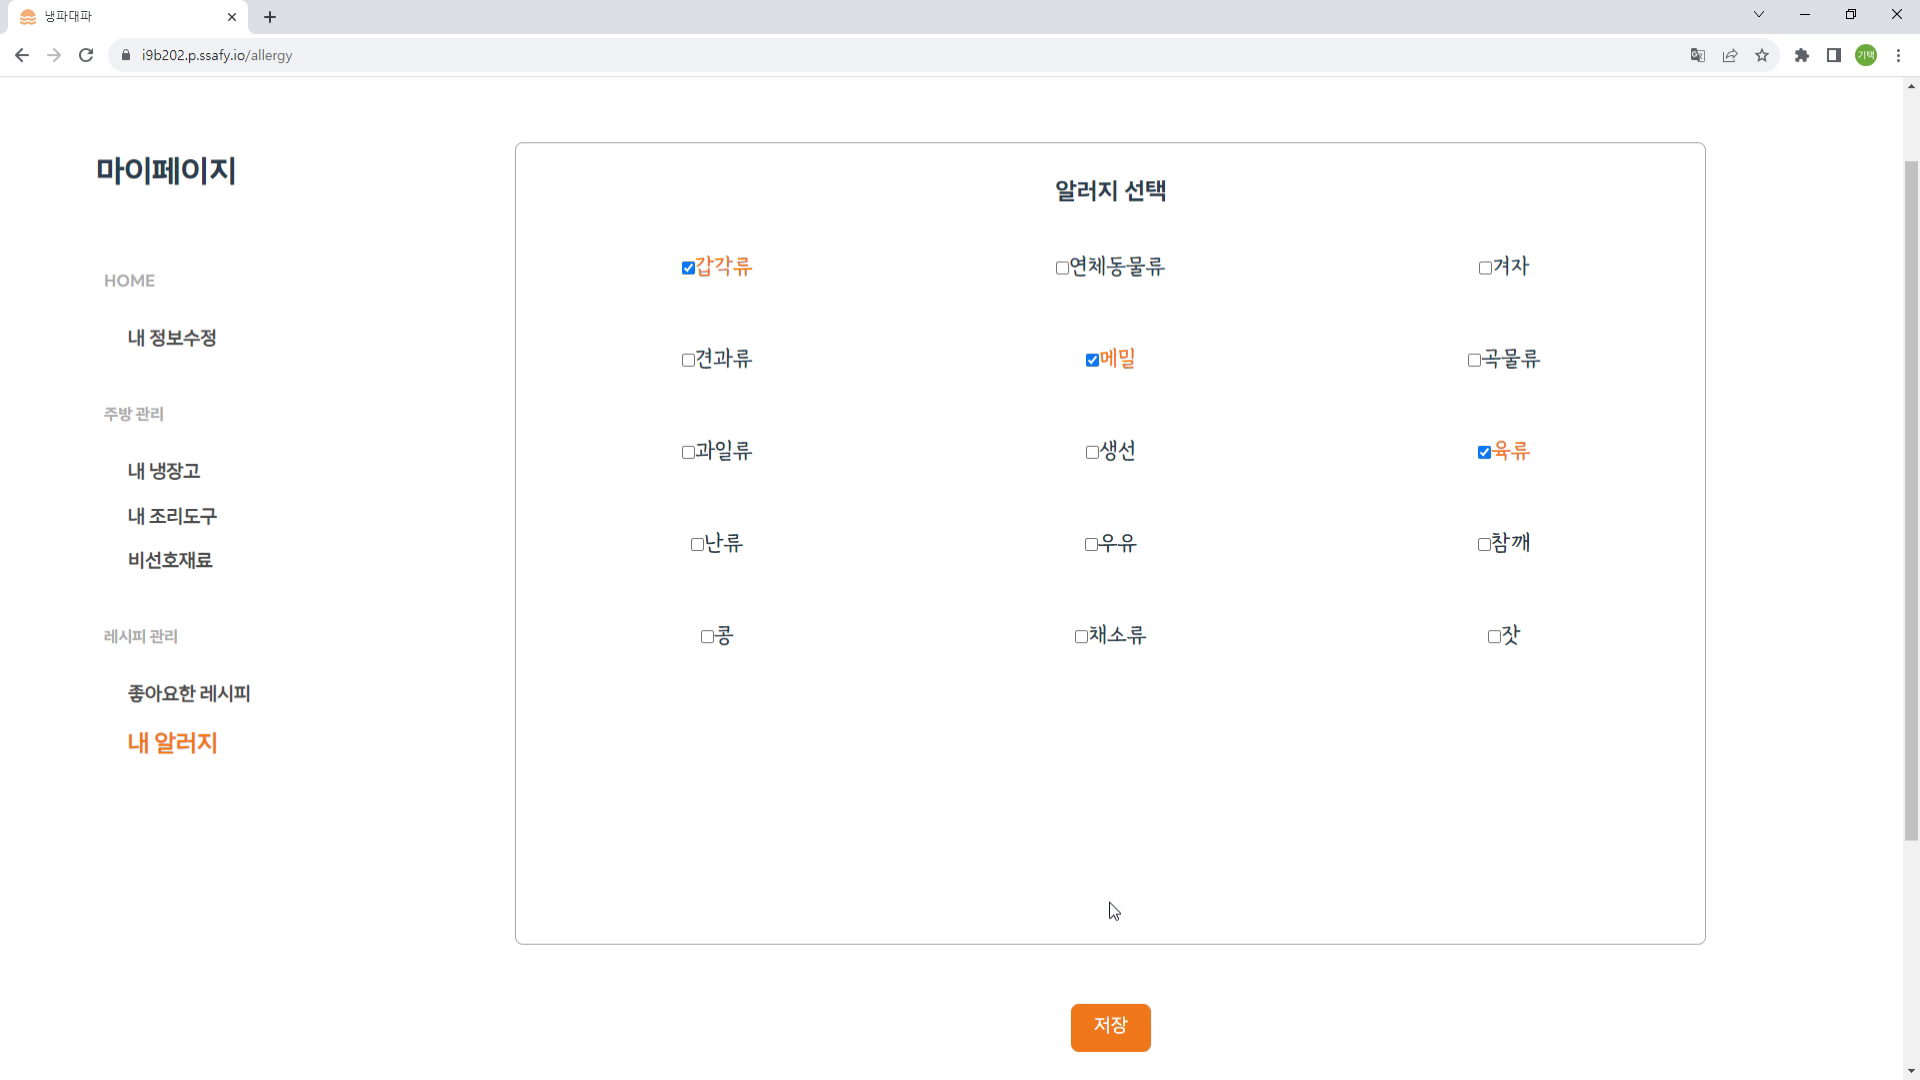 냉파대파
i9b202.p.ssafy.io/allergy
기택
마이페이지
HOME
내 정보수정
주방 관리
내 냉장고
내 조리도구
비선호재료
레시피 관리
좋아요한 레시피
내 알러지
알러지 선택
갑각류 연체동물류 겨자
견과류 메밀 곡물류
과일류 생선 육류
난류 우유 참깨
콩 채소류 잣
저장